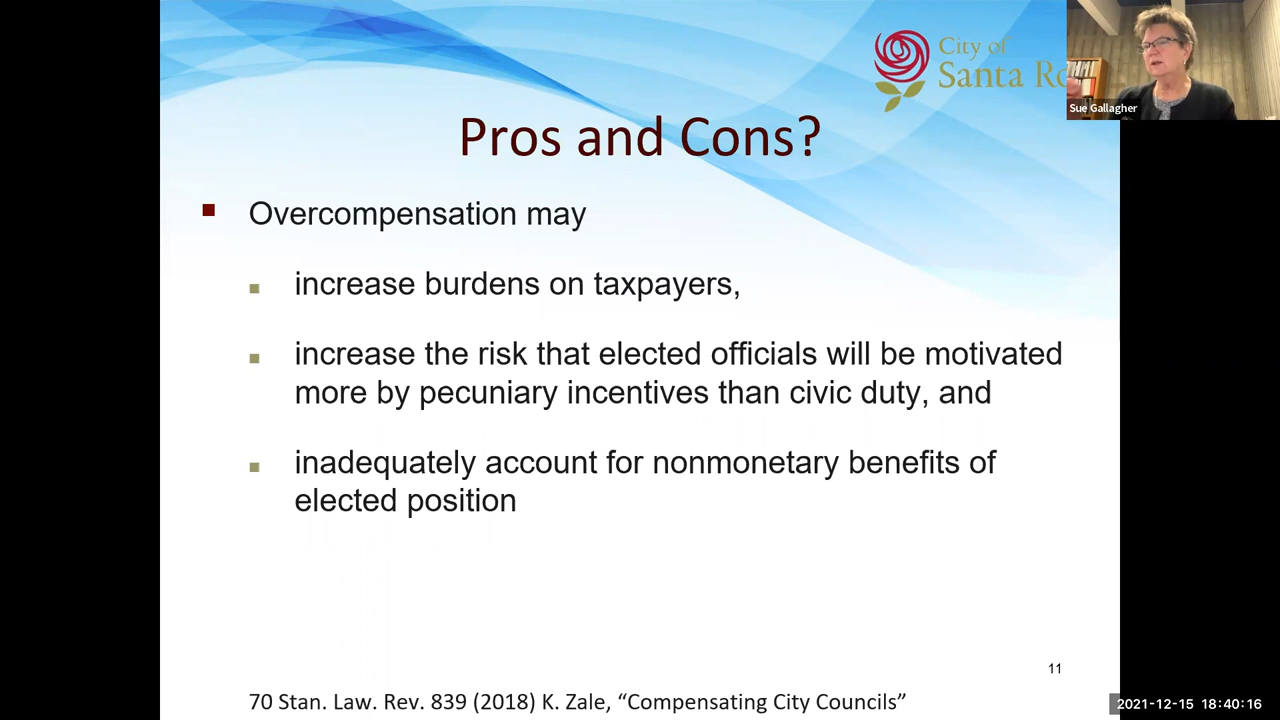 City of
Santa Ro
Sue Gallagher
Pros and Cons?
Overcompensation may
increase burdens on taxpayers,
increase the risk that elected officials will be motivated
more by pecuniary incentives than civic duty, and
inadequately account for nonmonetary benefits of
elected position
11
70 Stan. Law. Rev. 839 (2018) K. Zale, “Compensating City Councils”
2021-12-15 18:40:16